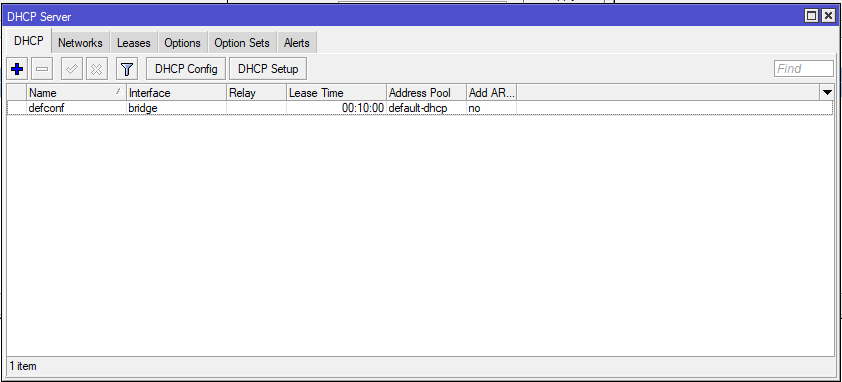 DHCP Server
DHCP Networks Leases Options Option Sets Alerts
DHCP Config DHCP Setup Find
Name Interface Relay Lease Time Address Pool Add AR...
defconf bridge 00:10:00 default-dhcp no
1 item